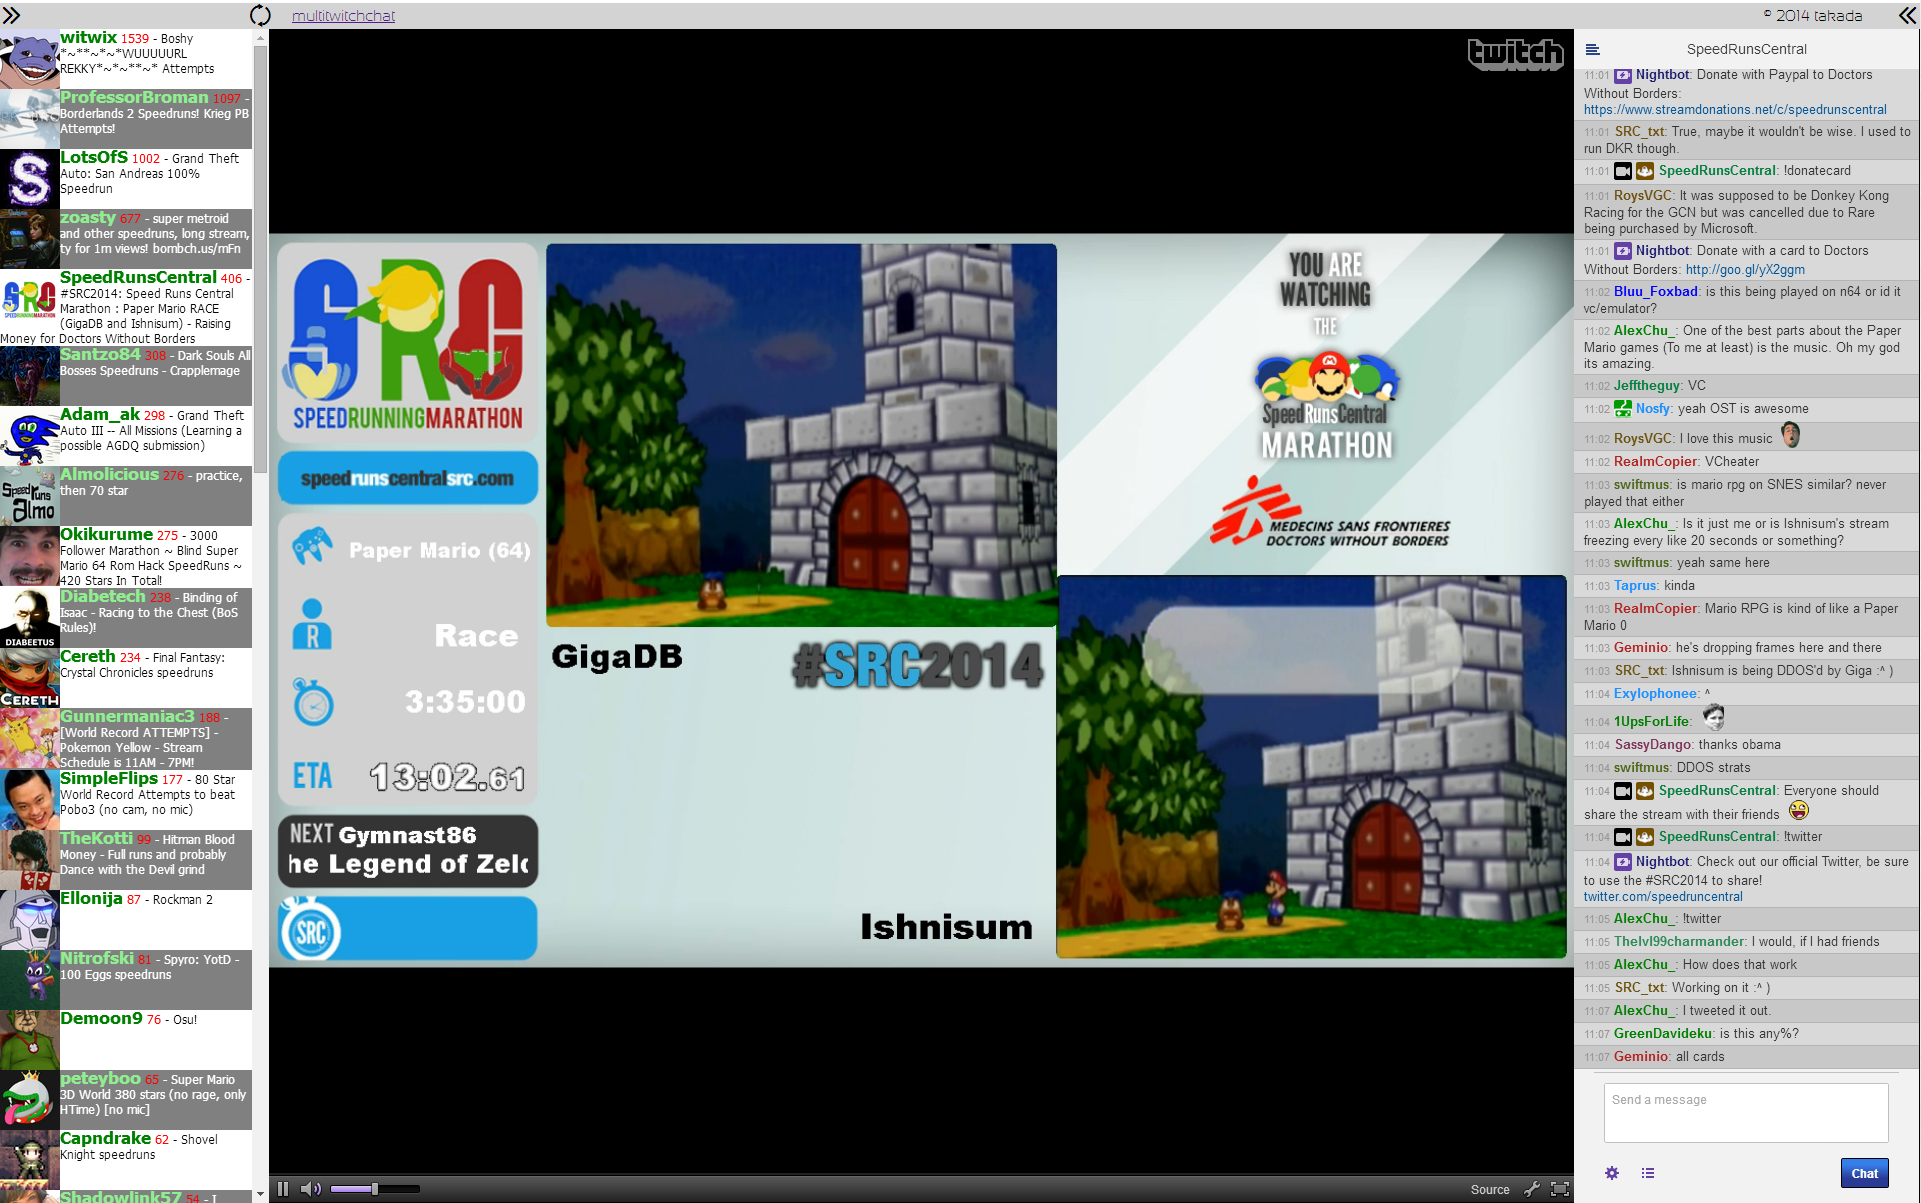 multitwitchchat
© 2014 takada
witwix 1539 - Boshy
*~**~*~*WUUUUURL
REKKY*~*~**~* Attempts
ProfessorBroman 1097 -
Borderlands 2 Speedruns! Krieg PB
Attempts!
LotsOfS 1002 - Grand Theft
Auto: San Andreas 100%
Speedrun
zoasty 677 - super metroid
and other speedruns, long stream,
ty for 1m views! bombch.us/mFn
SpeedRunsCentral 406 -
#SRC2014: Speed Runs Central
Marathon : Paper Mario RACE
(GigaDB and Ishnisum) - Raising
Money for Doctors Without Borders
Santzo84 308 - Dark Souls All
Bosses Speedruns - Crapplemage
Adam_ak 298 - Grand Theft
Auto III -- All Missions (Learning a
possible AGDQ submission)
Almolicious 276 - practice,
then 70 star
Okikurume 275 - 3000
Follower Marathon ~ Blind Super
Mario 64 Rom Hack SpeedRuns ~
420 Stars In Total!
Diabetech 238 - Binding of
Isaac - Racing to the Chest (BoS
Rules)!
DIABEETUS
Cereth 234 - Final Fantasy:
Crystal Chronicles speedruns
CERETH
Gunnermaniac3 188 -
[World Record ATTEMPTS] -
Pokemon Yellow - Stream
Schedule is 11AM - 7PM!
SimpleFlips 177 - 80 Star
World Record Attempts to beat
Pobo3 (no cam, no mic)
TheKotti 99 - Hitman Blood
Money - Full runs and probably
Dance with the Devil grind
Ellonija 87 - Rockman 2
Nitrofski 81 - Spyro: YotD -
100 Eggs speedruns
Demoon9 76 - Osu!
peteyboo 65 - Super Mario
3D World 380 stars (no rage, only
HTime) [no mic]
Capndrake 62 - Shovel
Knight speedruns
Shadowlink57 54 - I
twitch
SRC
SPEEDRUNNINGMARATHON
speedrunscentralsrc.com
Paper Mario (64)
R
Race
3:35:00
ETA
13:02.61
NEXT Gymnast86
he Legend of Zeld
SRC
GigaDB
#SRC2014
Ishnisum
YOU ARE
WATCHING
THE
SpeedRunsCentral
MARATHON
MEDECINS SANS FRONTIERES
DOCTORS WITHOUT BORDERS
Source
SpeedRunsCentral
11:01 Nightbot: Donate with Paypal to Doctors
Without Borders:
https://www.streamdonations.net/c/speedrunscentral
11:01 SRC_txt: True, maybe it wouldn't be wise. I used to
run DKR though.
11:01 SpeedRunsCentral: !donatecard
11:01 RoysVGC: It was supposed to be Donkey Kong
Racing for the GCN but was cancelled due to Rare
being purchased by Microsoft.
11:01 Nightbot: Donate with a card to Doctors
Without Borders: http://goo.gl/yX2ggm
11:02 Bluu_Foxbad: is this being played on n64 or id it
vc/emulator?
11:02 AlexChu_: One of the best parts about the Paper
Mario games (To me at least) is the music. Oh my god
its amazing.
11:02 Jefftheguy: VC
11:02 Nosfy: yeah OST is awesome
11:02 RoysVGC: I love this music
11:02 RealmCopier: VCheater
11:03 swiftmus: is mario rpg on SNES similar? never
played that either
11:03 AlexChu_: Is it just me or is Ishnisum's stream
freezing every like 20 seconds or something?
11:03 swiftmus: yeah same here
11:03 Taprus: kinda
11:03 RealmCopier: Mario RPG is kind of like a Paper
Mario 0
11:03 Geminio: he's dropping frames here and there
11:03 SRC_txt: Ishnisum is being DDOS'd by Giga :^ )
11:04 Exylophonee: ^
11:04 1UpsForLife:
11:04 SassyDango: thanks obama
11:04 swiftmus: DDOS strats
11:04 SpeedRunsCentral: Everyone should
share the stream with their friends
11:04 SpeedRunsCentral: !twitter
11:04 Nightbot: Check out our official Twitter, be sure
to use the #SRC2014 to share!
twitter.com/speedruncentral
11:05 AlexChu_: !twitter
11:05 Thelvl99charmander: I would, if I had friends
11:05 AlexChu_: How does that work
11:05 SRC_txt: Working on it :^ )
11:07 AlexChu_: I tweeted it out.
11:07 GreenDavideku: is this any%?
11:07 Geminio: all cards
Send a message
Chat